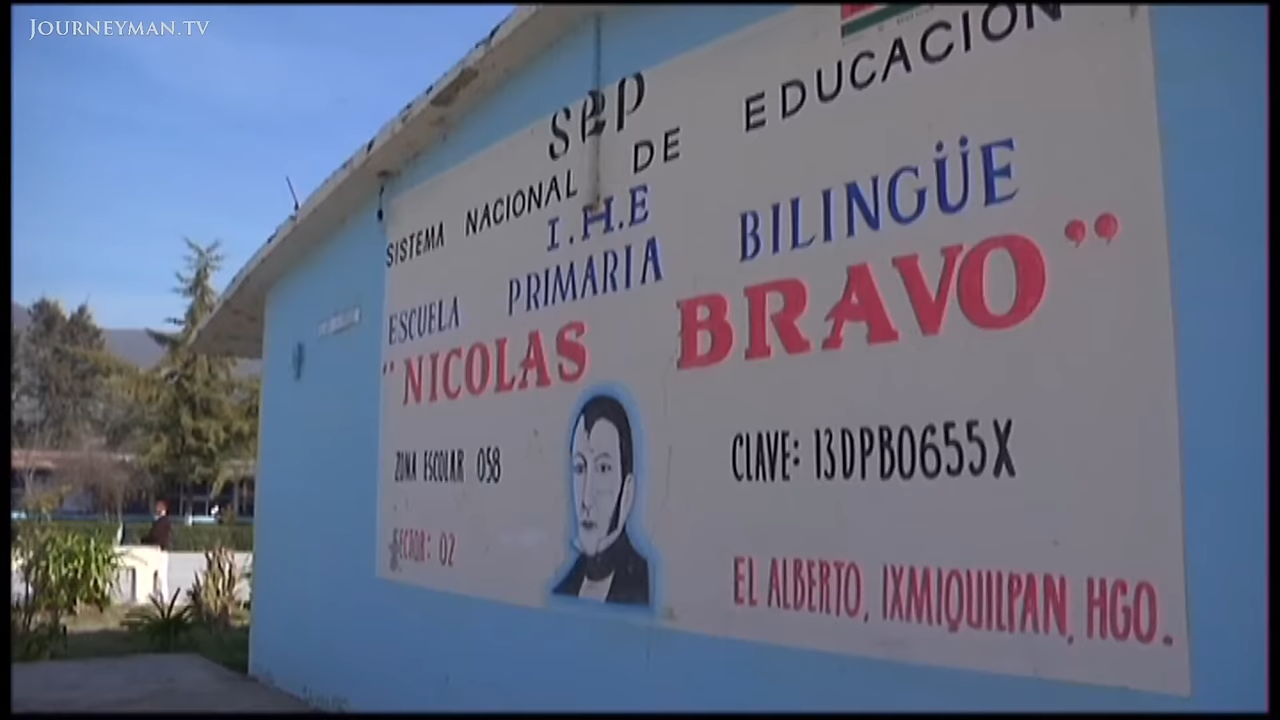 JOURNEYMAN.TV
sep
SISTEMA NACIONAL DE EDUCACIÓN
I.H.E
ESCUELA PRIMARIA BILINGÜE
"NICOLAS BRAVO"
ZONA ESCOLAR 058
CLAVE: 13DPB0655X
SECTOR: 02
EL ALBERTO, IXMIQUILPAN, HGO.